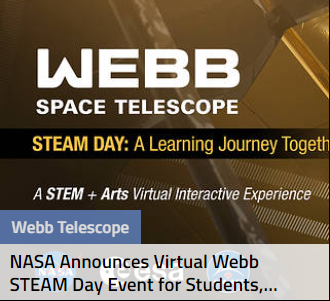 WEBB
SPACE TELESCOPE
STEAM DAY: A Learning Journey Togeth
A STEM + Arts Virtual Interactive Experience
Webb Telescope
NASA Announces Virtual Webb
STEAM Day Event for Students,...
esa